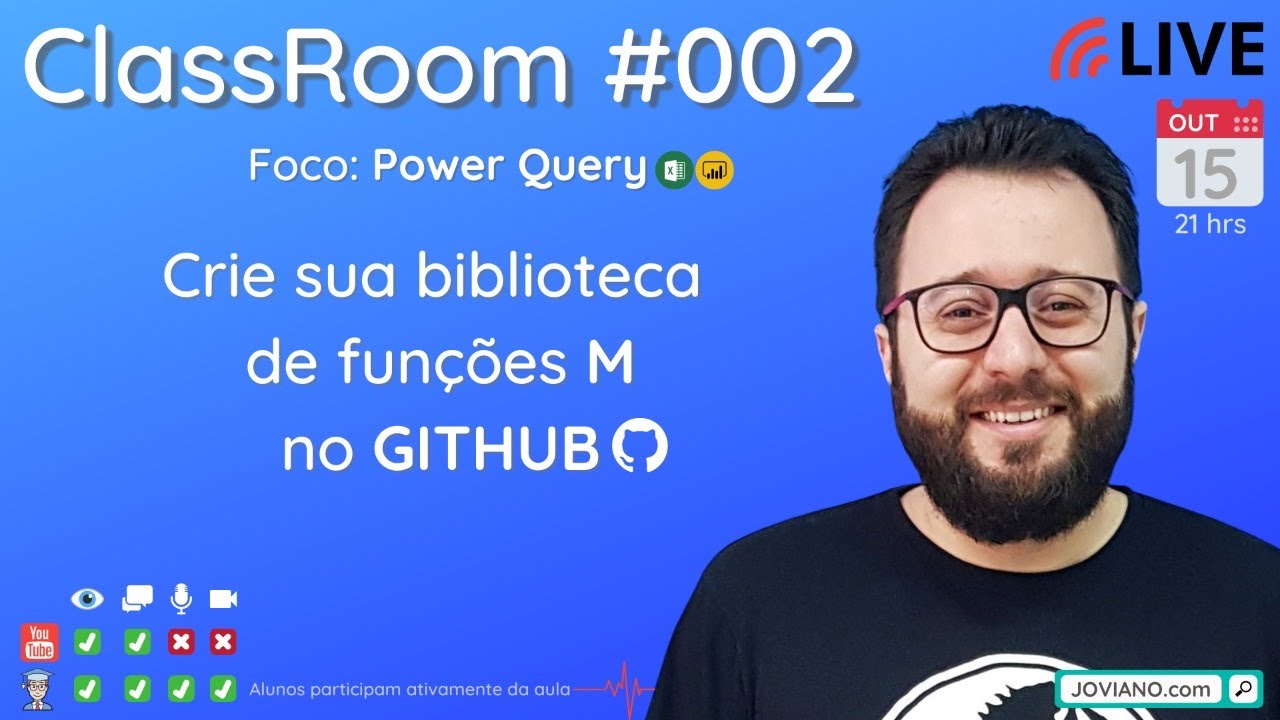 ClassRoom #002
LIVE
OUT
15
21 hrs
Foco: Power Query
Crie sua biblioteca
de funções M
no GITHUB
You
Tube
Alunos participam ativamente da aula
JOVIANO.com